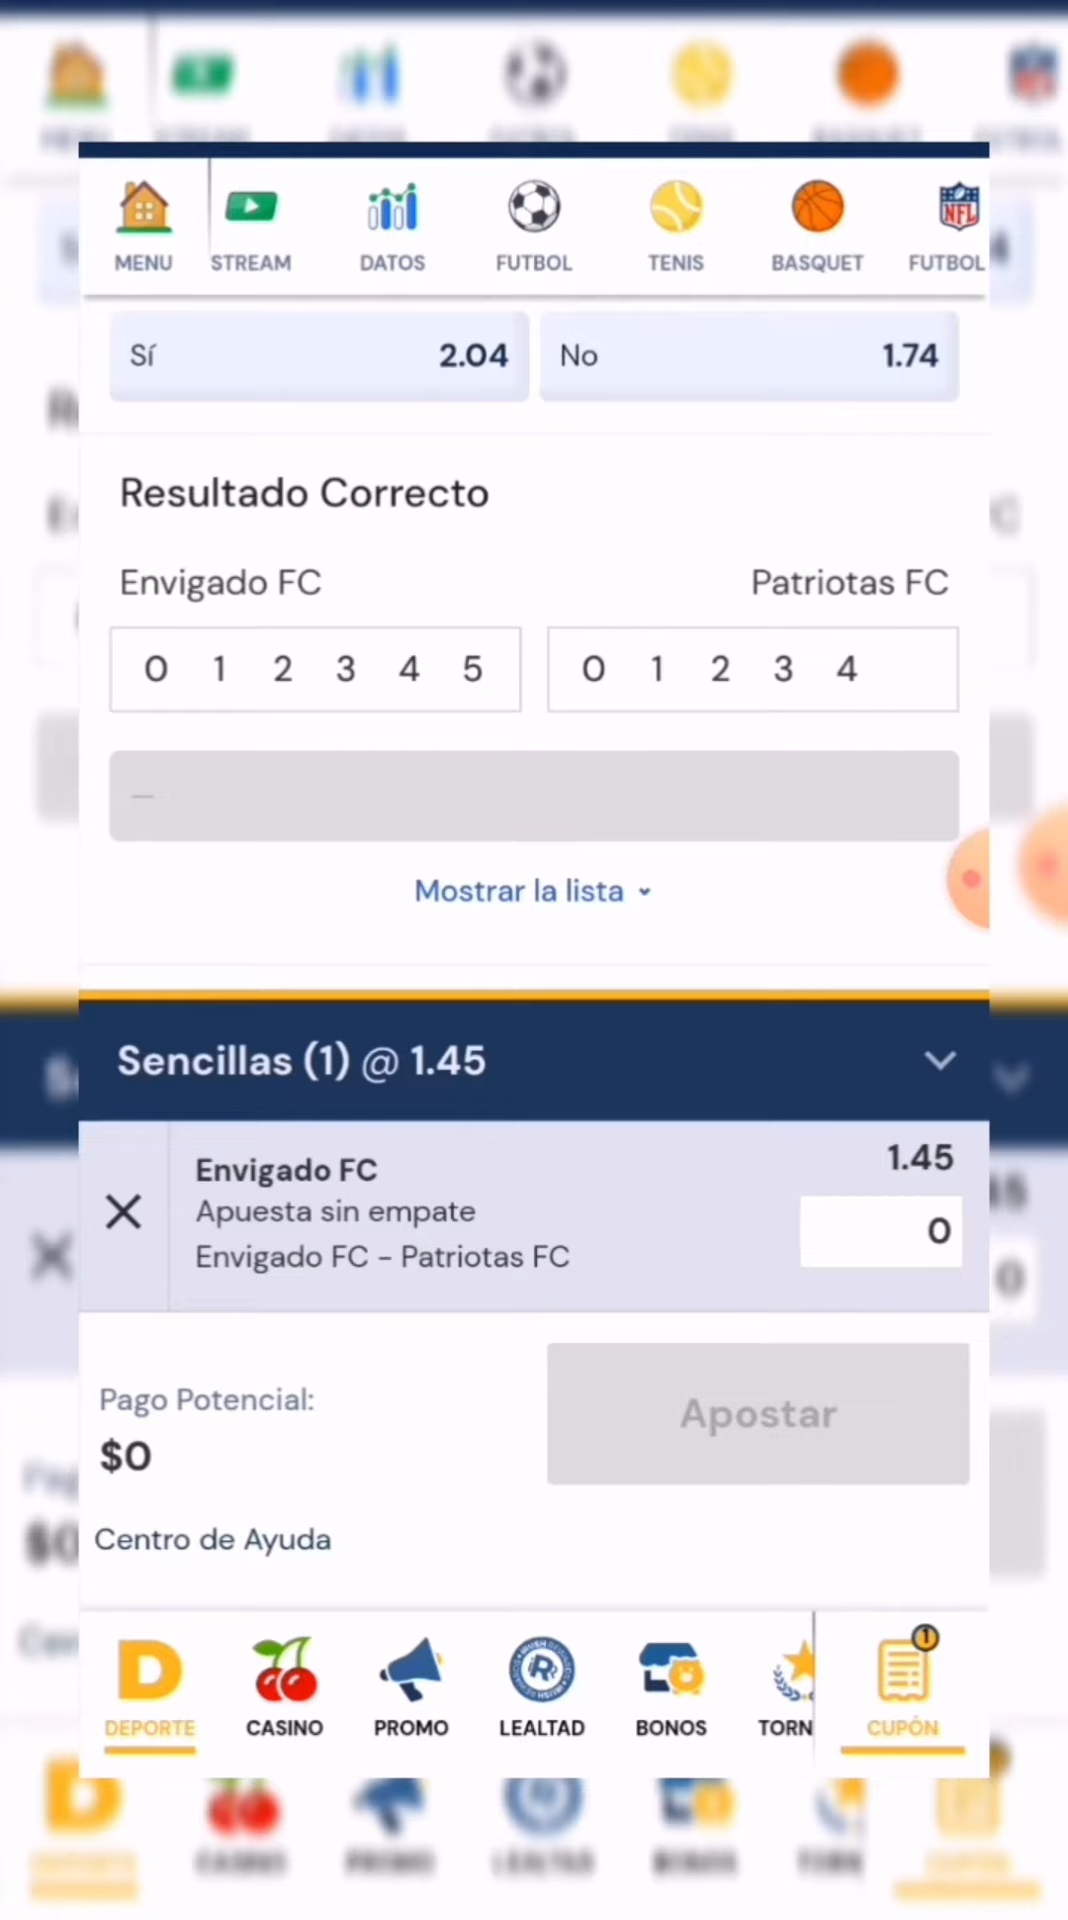 MENU STREAM DATOS FUTBOL TENIS BASQUET FUTBOL
NFL
Sí 2.04 No 1.74
Resultado Correcto
Envigado FC Patriotas FC
0 1 2 3 4 5 0 1 2 3 4
—
Mostrar la lista
Sencillas (1) @ 1.45
Envigado FC 1.45
Apuesta sin empate
0
Envigado FC - Patriotas FC
Pago Potencial:
$0
Apostar
Centro de Ayuda
1
DEPORTE CASINO PROMO LEALTAD BONOS TORN CUPÓN